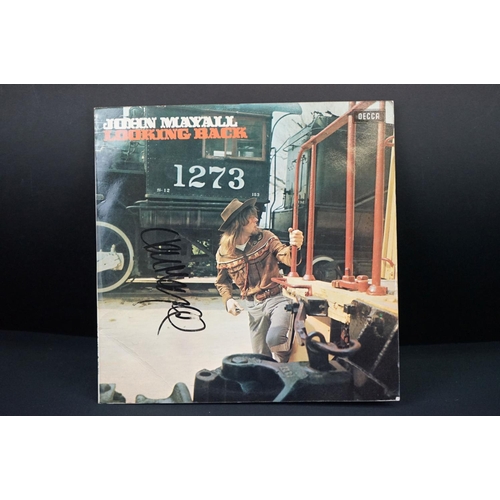 JOHN MAYALL
LOOKING BACK
DECCA
1273